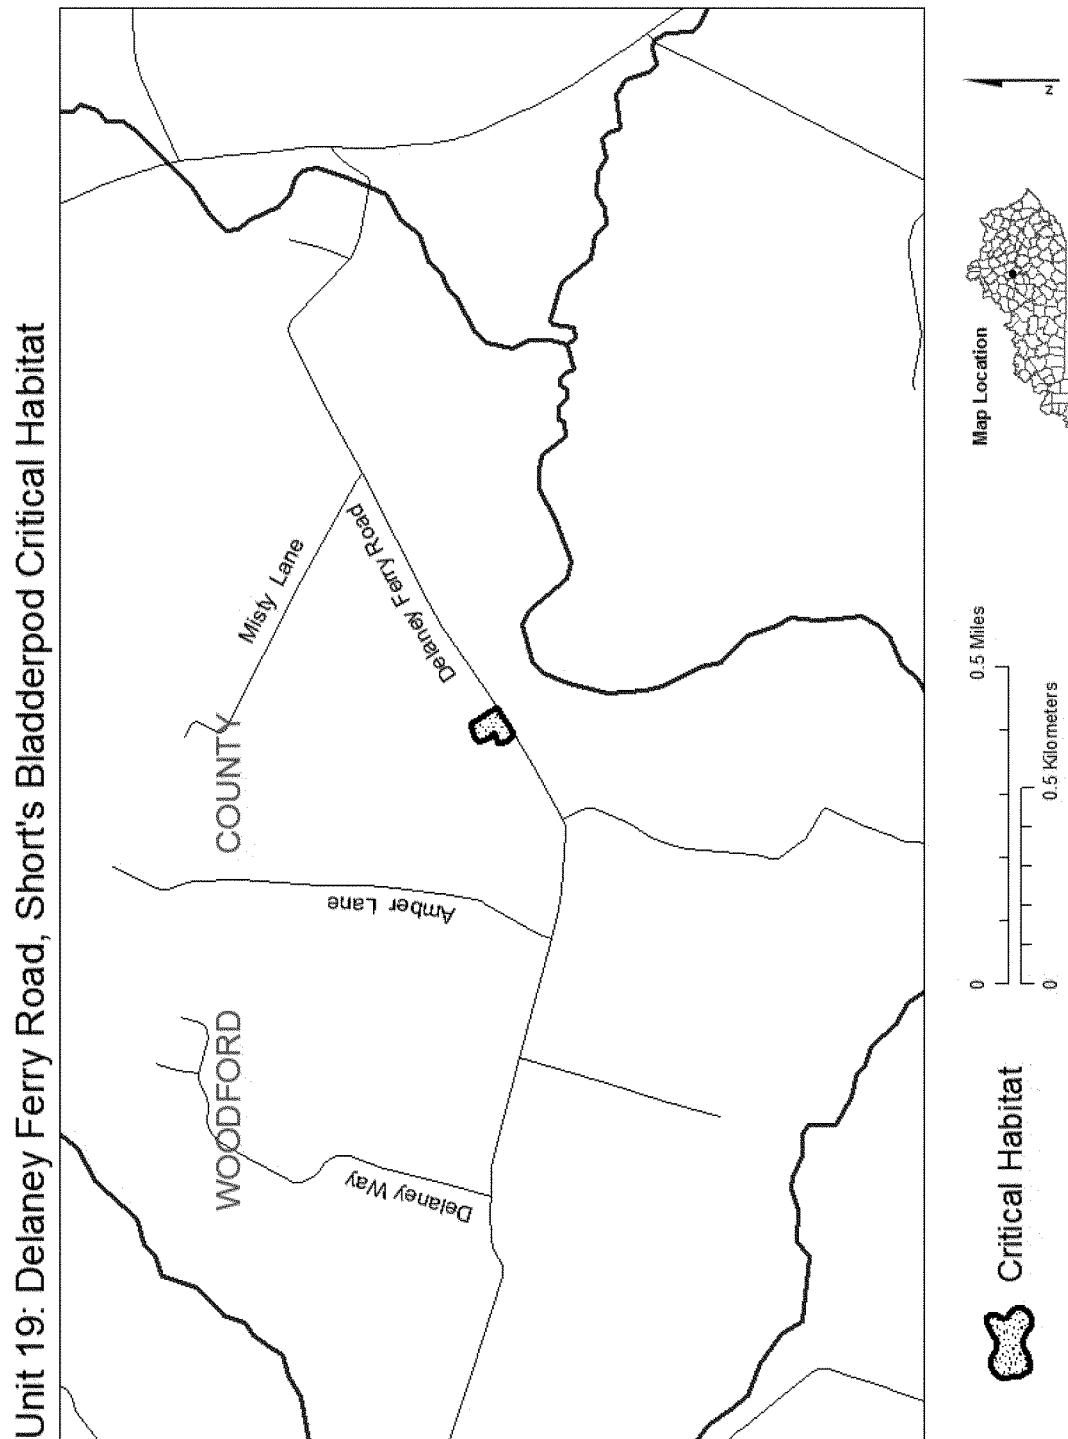 Unit 19: Delaney Ferry Road, Short's Bladderpod Critical Habitat
WOODFORD COUNTY
Misty Lane
Delaney Ferry Road
Amber Lane
Delaney Way
Critical Habitat
0 0.5 Miles
0 0.5 Kilometers
Map Location
N